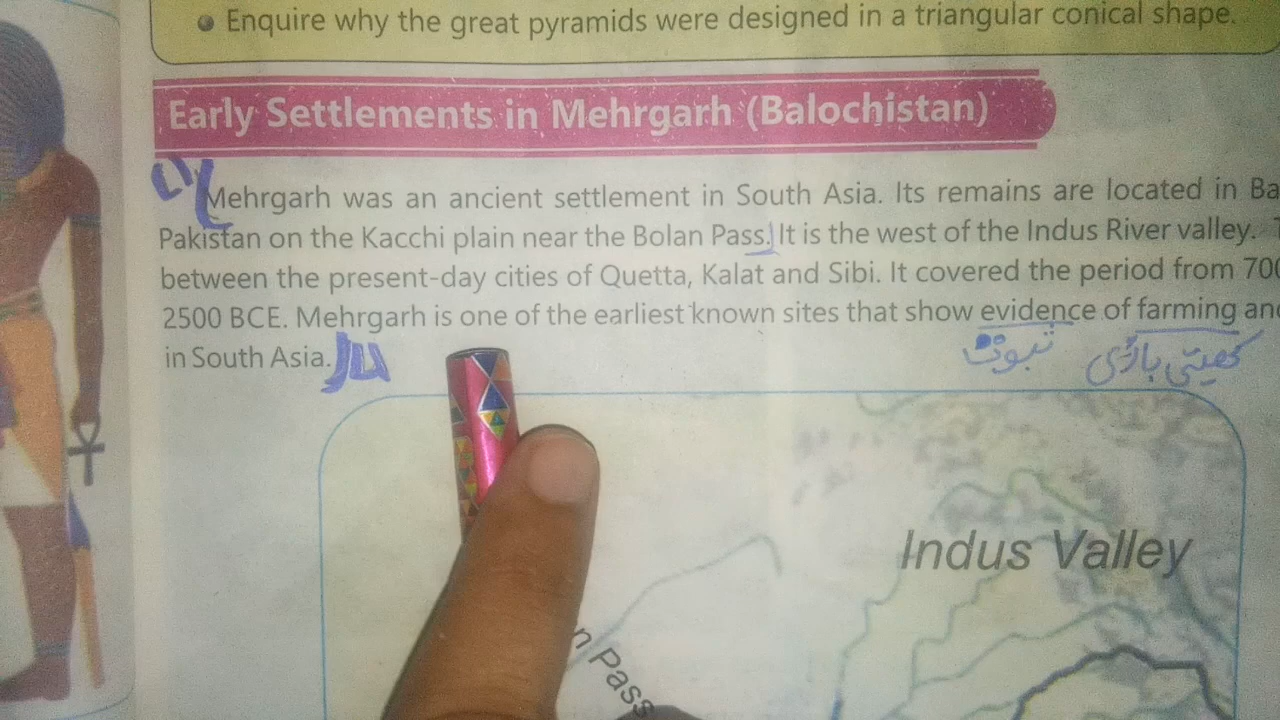 Enquire why the great pyramids were designed in a triangular conical shape.
Early Settlements in Mehrgarh (Balochistan)
Mehrgarh was an ancient settlement in South Asia. Its remains are located in Ba
Pakistan on the Kacchi plain near the Bolan Pass. It is the west of the Indus River valley.
between the present-day cities of Quetta, Kalat and Sibi. It covered the period from 700
2500 BCE. Mehrgarh is one of the earliest known sites that show evidence of farming and
in South Asia.
ثبوت کھیتی باڑی
Indus Valley
n Pass